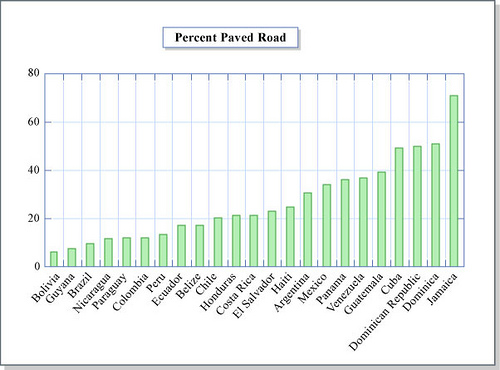 Percent Paved Road
80
60
40
20
0
Bolivia
Guyana
Brazil
Nicaragua
Paraguay
Colombia
Peru
Ecuador
Belize
Chile
Honduras
Costa Rica
El Salvador
Haiti
Argentina
Mexico
Panama
Venezuela
Guatemala
Cuba
Dominican Republic
Dominica
Jamaica